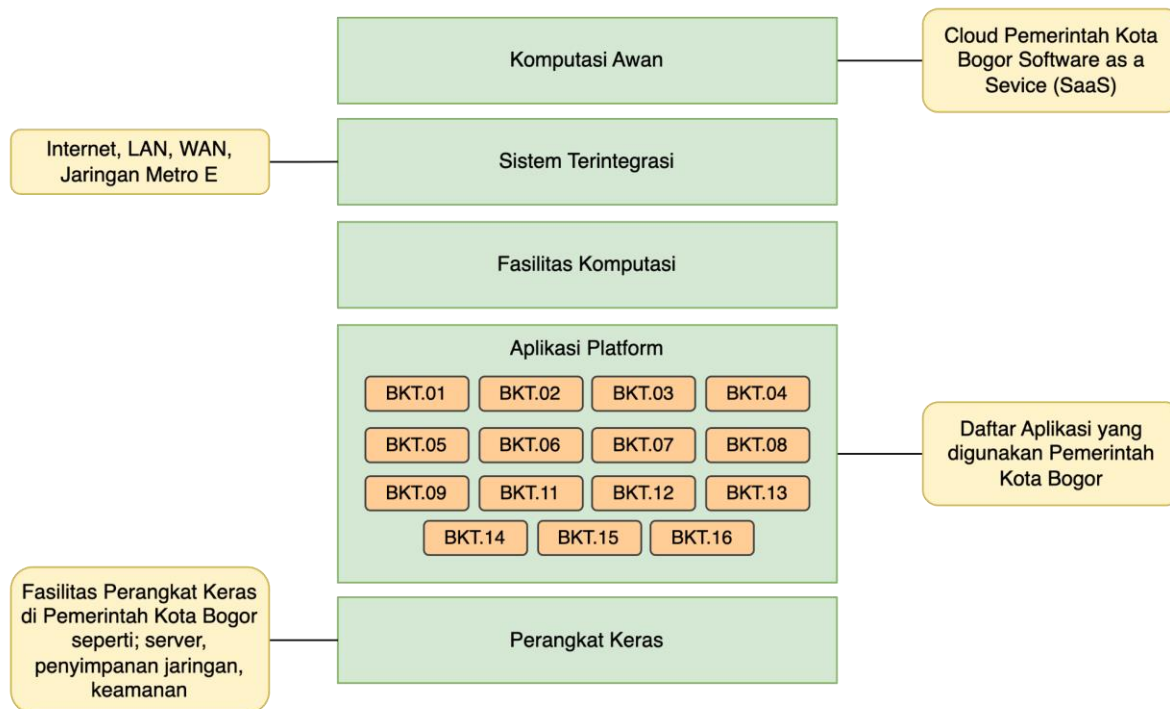 Komputasi Awan
Cloud Pemerintah Kota
Bogor Software as a
Sevice (SaaS)
Internet, LAN, WAN,
Jaringan Metro E
Sistem Terintegrasi
Fasilitas Komputasi
Aplikasi Platform
BKT.01 BKT.02 BKT.03 BKT.04
BKT.05 BKT.06 BKT.07 BKT.08
BKT.09 BKT.11 BKT.12 BKT.13
BKT.14 BKT.15 BKT.16
Daftar Aplikasi yang
digunakan Pemerintah
Kota Bogor
Fasilitas Perangkat Keras
di Pemerintah Kota Bogor
seperti; server,
penyimpanan jaringan,
keamanan
Perangkat Keras